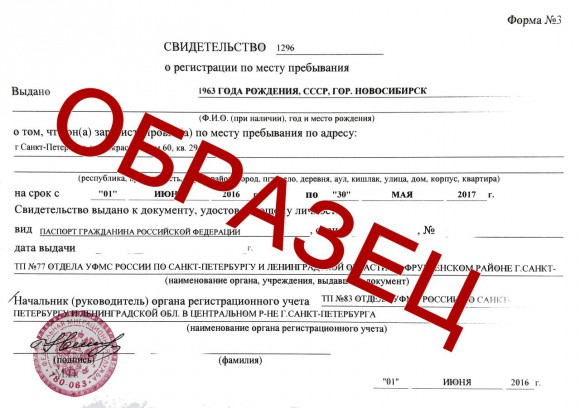 Форма №3
СВИДЕТЕЛЬСТВО 1296
о регистрации по месту пребывания
Выдано 1963 ГОДА РОЖДЕНИЯ, СССР, ГОР. НОВОСИБИРСК
(Ф.И.О. (при наличии), год и место рождения)
о том, что он(а) по месту пребывания по адресу:
г Санкт- 60, кв. 29
(республика, город, деревня, аул, кишлак, улица, дом, корпус, квартира)
на срок с "01" 2016 по "30" МАЯ 2017 г.
Свидетельство выдано к документу,
вид ПАСПОРТ ГРАЖДАНИНА РОССИЙСКОЙ ФЕДЕРАЦИИ , №
дата выдачи г.
ТП №77 ОТДЕЛА УФМС РОССИИ ПО САНКТ-ПЕТЕРБУРГУ И РАЙОНЕ Г.САНКТ-
(наименование органа, учреждения, документ)
Начальник (руководитель) органа регистрационного учета ТП №83 РОССИИ ПО САНКТ-
ПЕТЕРБУРГУ И ЛЕНИНГРАДСКОЙ ОБЛ. В ЦЕНТРАЛЬНОМ Р-НЕ Г.САНКТ-ПЕТЕРБУРГА
(наименование органа регистрационного учета)
(подпись) (фамилия)
780-063
"01" ИЮНЯ 2016 г.
ОБРАЗЕЦ